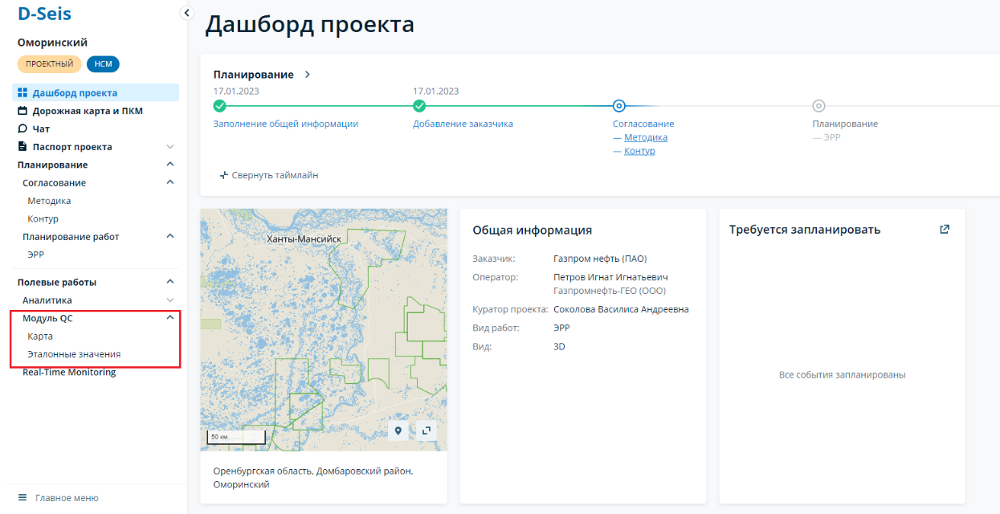 D-Seis
Оморинский
ПРОЕКТНЫЙ НСМ
Дашборд проекта
Дорожная карта и ПКМ
Чат
Паспорт проекта
Планирование
Согласование
Методика
Контур
Планирование работ
ЭРР
Полевые работы
Аналитика
Модуль QC
Карта
Эталонные значения
Real-Time Monitoring
Главное меню
Дашборд проекта
Планирование
17.01.2023
Заполнение общей информации
17.01.2023
Добавление заказчика
Согласование
— Методика
— Контур
Планирование
— ЭРР
Свернуть таймлайн
Ханты-Мансийск
50 км
Оренбургская область, Домбаровский район,
Оморинский
Общая информация
Заказчик: Газпром нефть (ПАО)
Оператор: Петров Игнат Игнатьевич
Газпромнефть-ГЕО (ООО)
Куратор проекта: Соколова Василиса Андреевна
Вид работ: ЭРР
Вид: 3D
Требуется запланировать
Все события запланированы